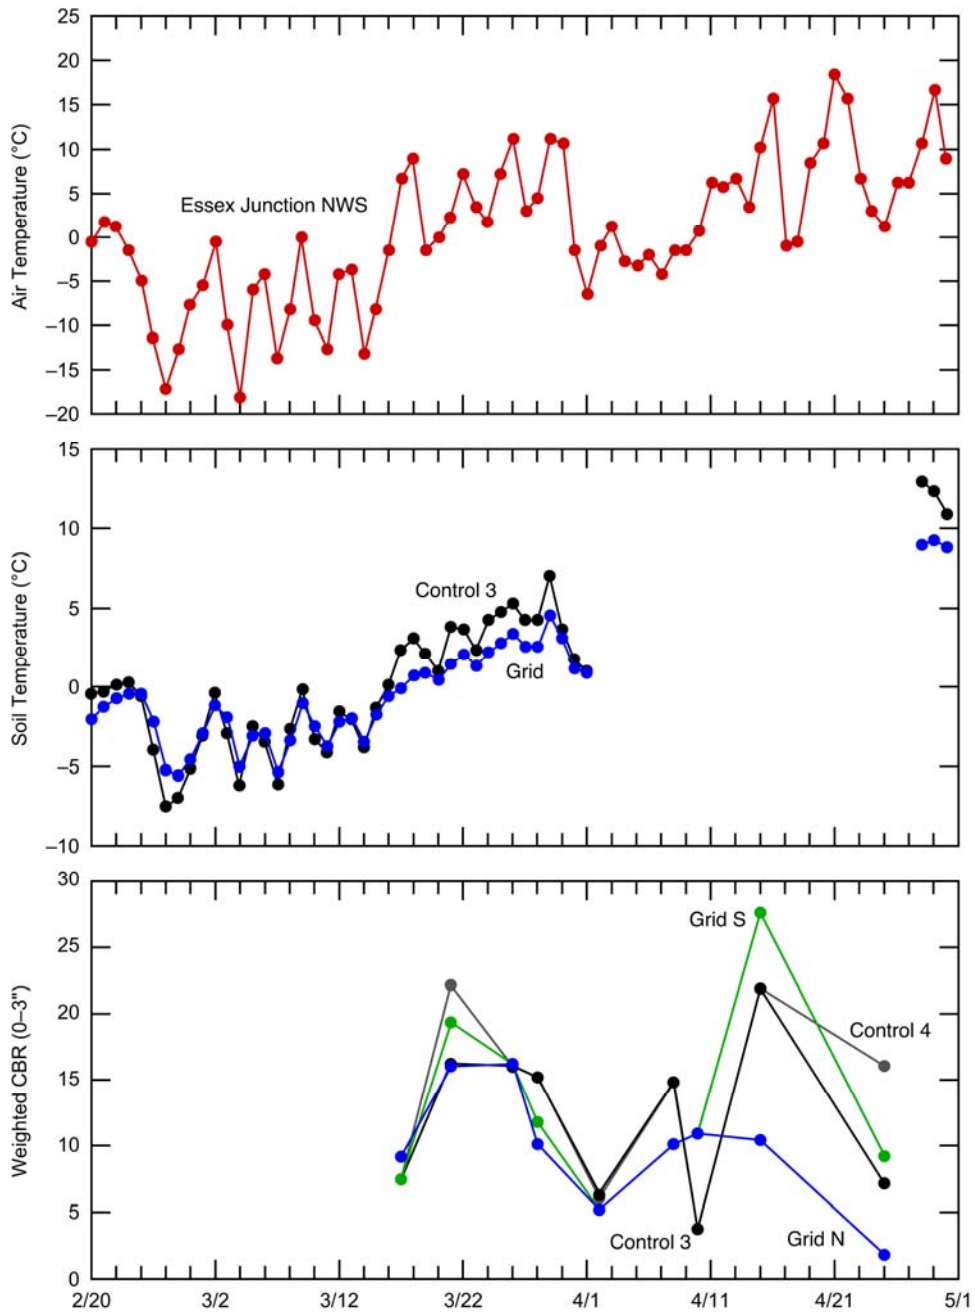 25
20
15
10
5
0
–5
–10
–15
–20
Air Temperature (°C)
Essex Junction NWS
15
10
5
0
–5
–10
Soil Temperature (°C)
Control 3
Grid
30
25
20
15
10
5
0
Weighted CBR (0–3")
Grid S
Control 4
Control 3
Grid N
2/20 3/2 3/12 3/22 4/1 4/11 4/21 5/1